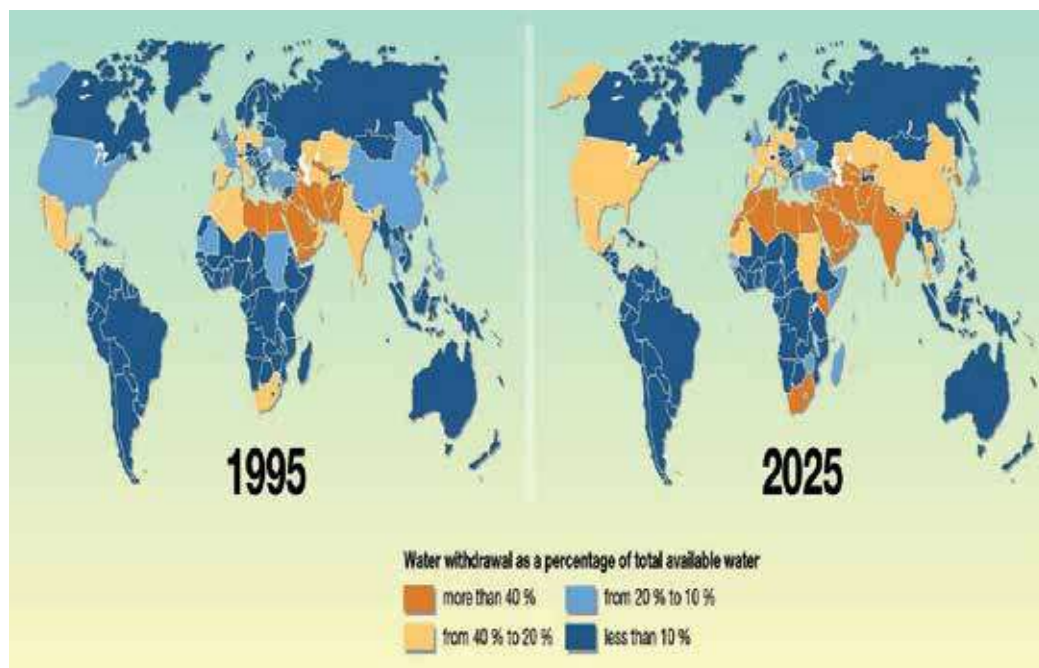 1995
2025
Water withdrawal as a percentage of total available water
more than 40 %
from 20 % to 10 %
from 40 % to 20 %
less than 10 %